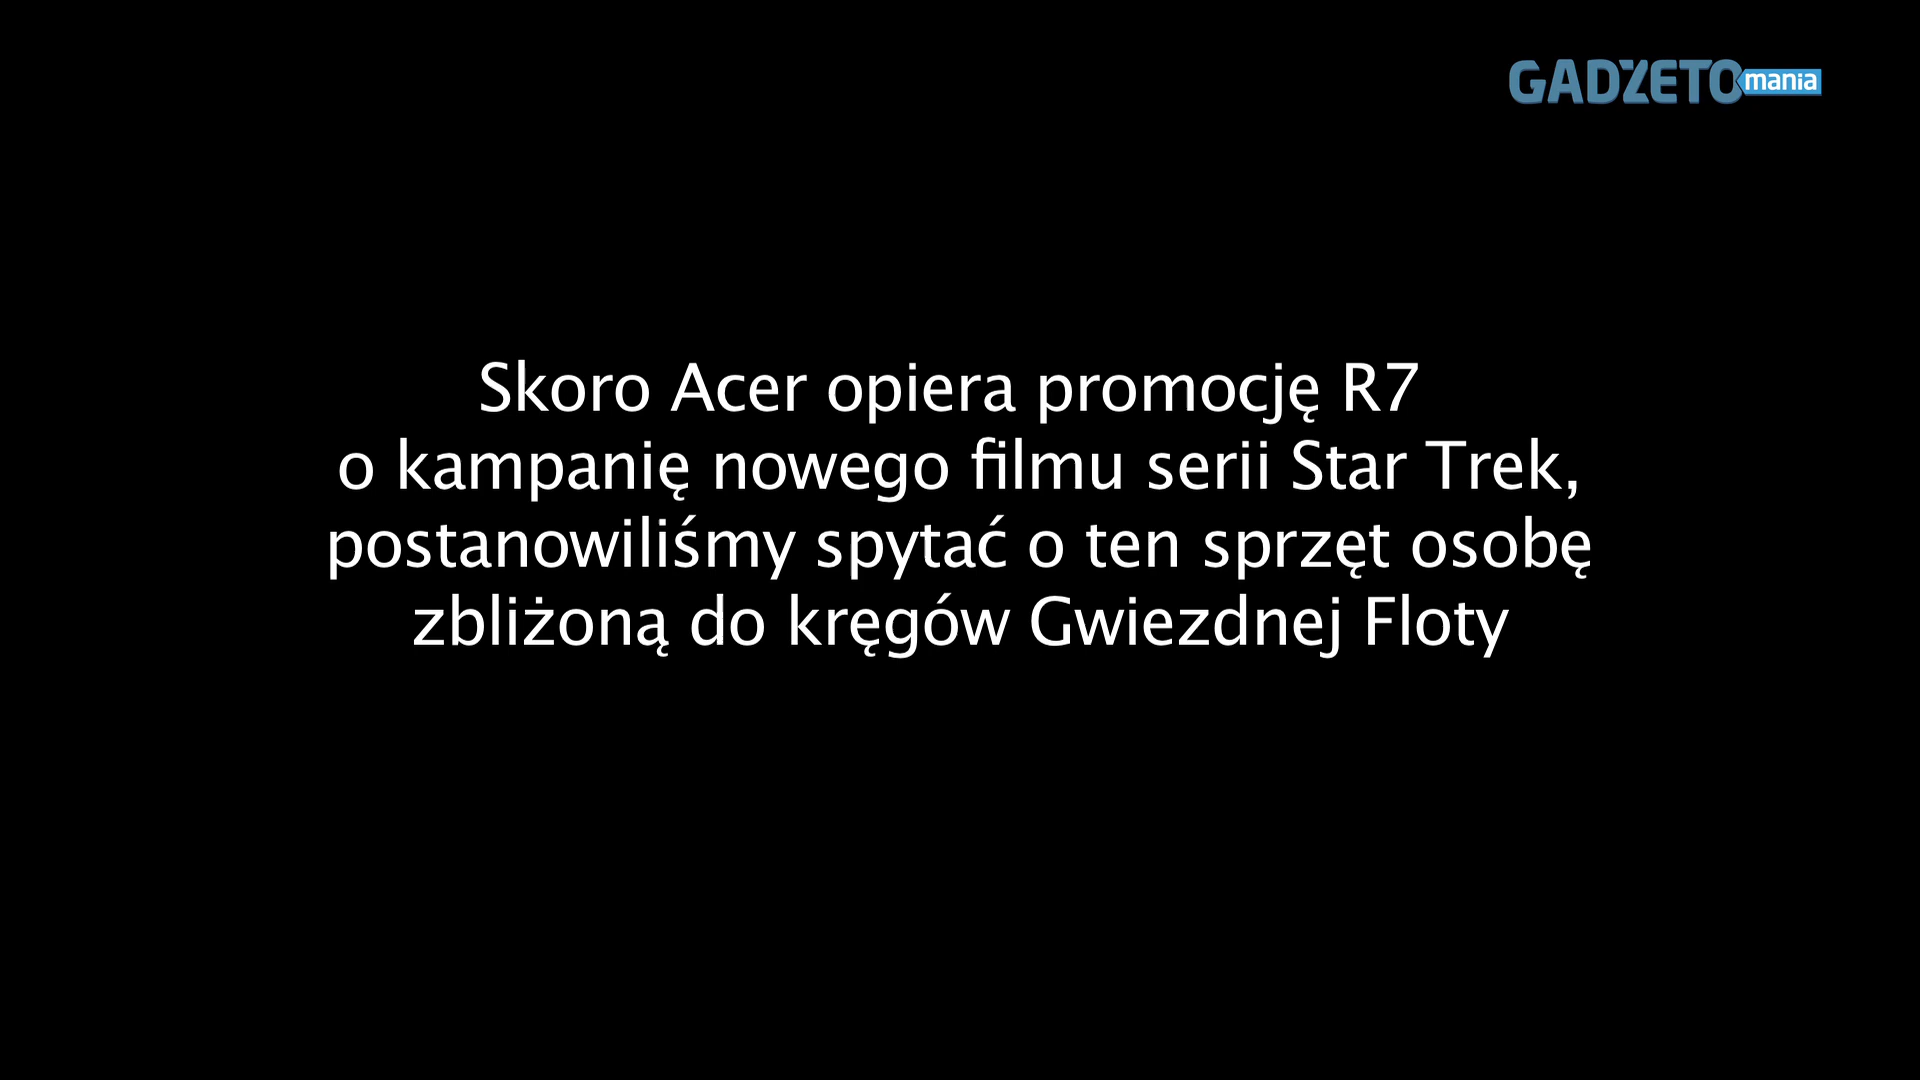 GADŻETOmania
Skoro Acer opiera promocję R7
o kampanię nowego filmu serii Star Trek,
postanowiliśmy spytać o ten sprzęt osobę
zbliżoną do kręgów Gwiezdnej Floty